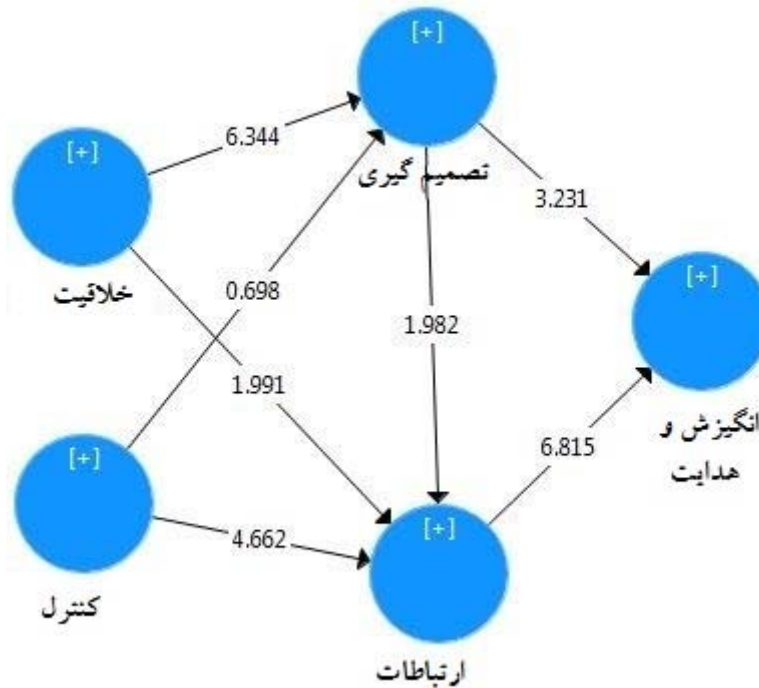 [+]
[+]
6.344
تصمیم گیری
3.231
[+]
خلاقیت
0.698
1.982
[+]
1.991
انگیزش و
هدایت
[+]
6.815
4.662
[+]
کنترل
ارتباطات